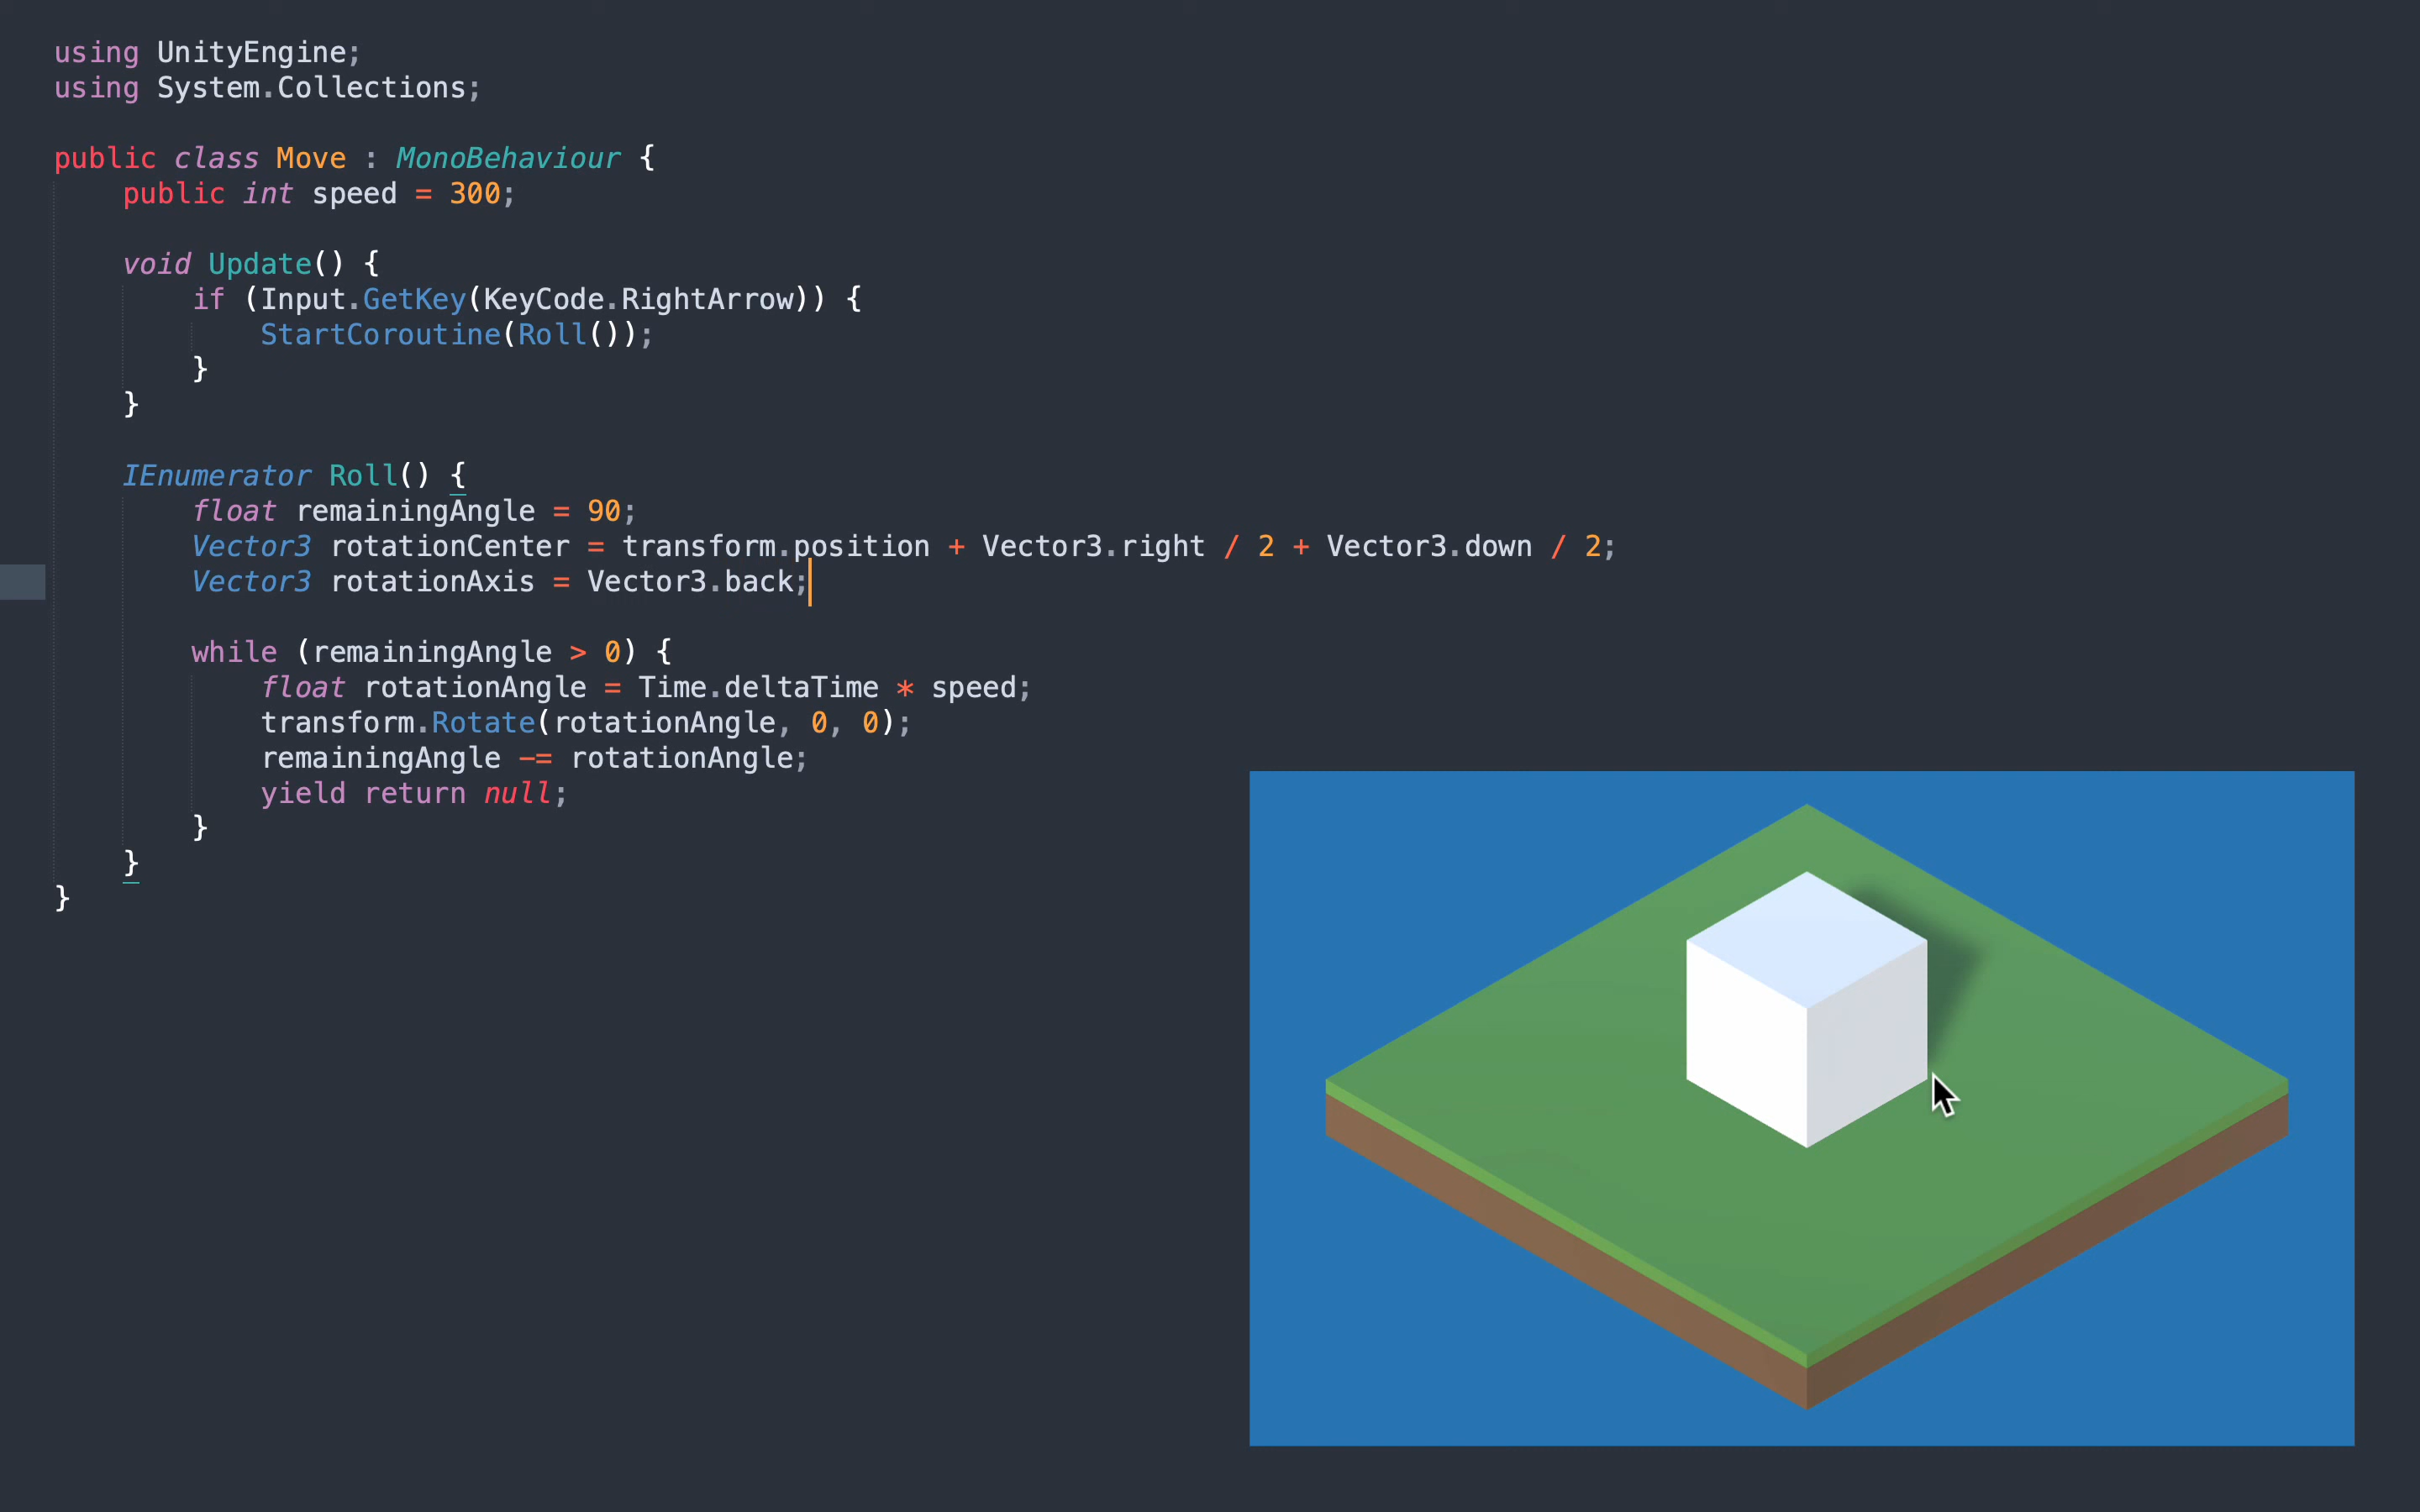 using UnityEngine;
using System.Collections;
public class Move : MonoBehaviour {
public int speed = 300;
void Update() {
if (Input.GetKey(KeyCode.RightArrow)) {
StartCoroutine(Roll());
}
}
IEnumerator Roll() {
float remainingAngle = 90;
Vector3 rotationCenter = transform.position + Vector3.right / 2 + Vector3.down / 2;
Vector3 rotationAxis = Vector3.back;
while (remainingAngle > 0) {
float rotationAngle = Time.deltaTime * speed;
transform.Rotate(rotationAngle, 0, 0);
remainingAngle -= rotationAngle;
yield return null;
}
}
}